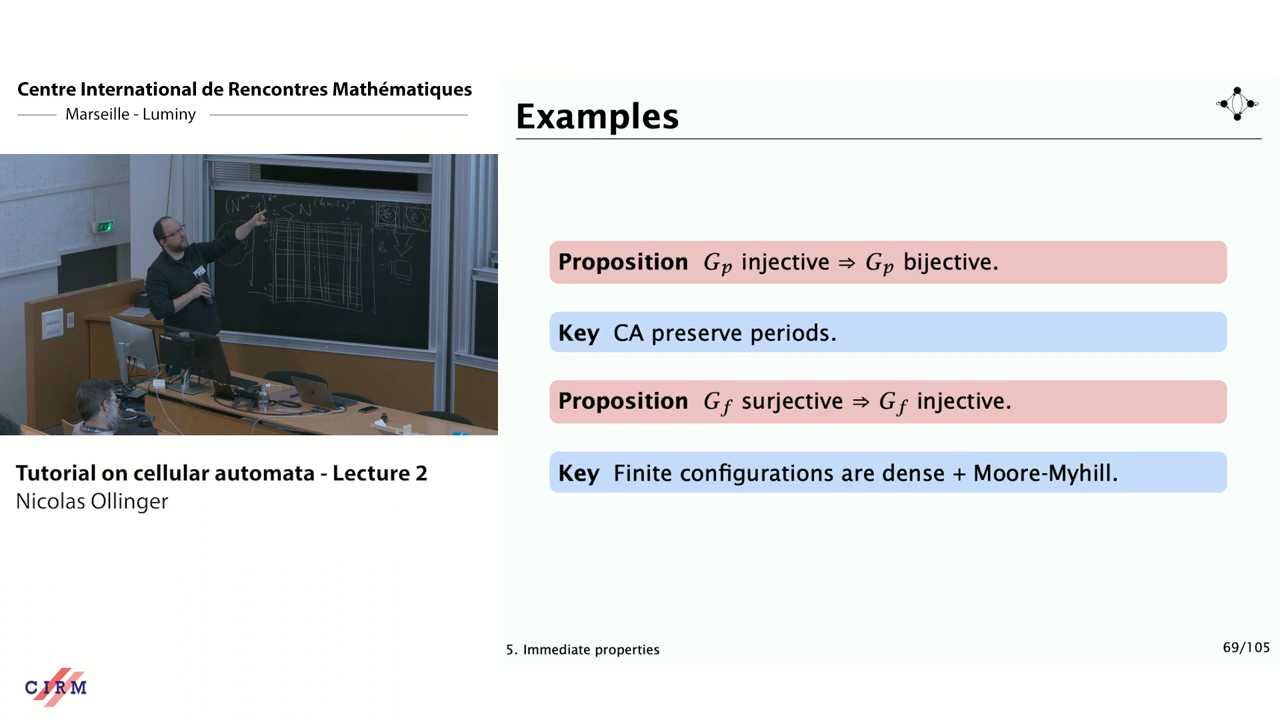 Centre International de Rencontres Mathématiques
Marseille - Luminy
Tutorial on cellular automata - Lecture 2
Nicolas Ollinger
CIRM
Examples
Proposition G_p injective ⇒ G_p bijective.
Key CA preserve periods.
Proposition G_f surjective ⇒ G_f injective.
Key Finite configurations are dense + Moore-Myhill.
5. Immediate properties
69/105